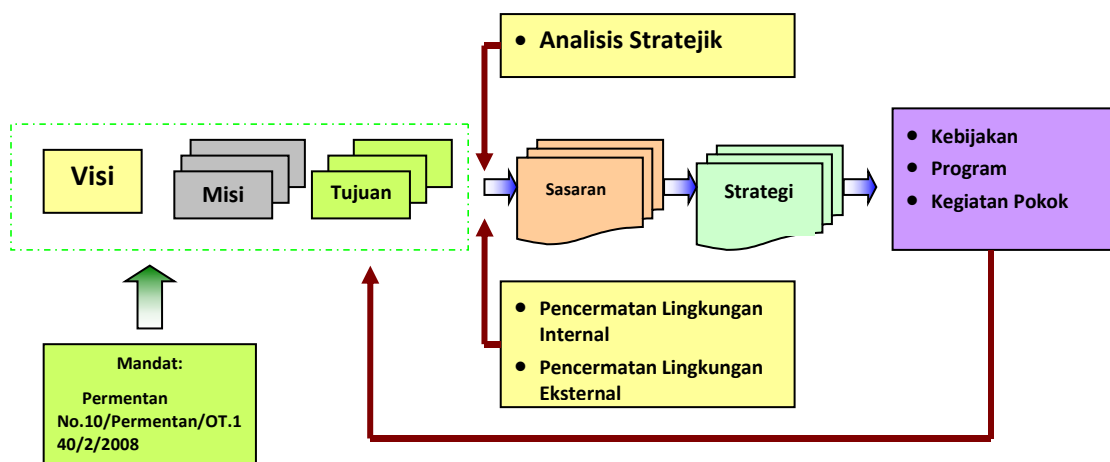 • Analisis Stratejik
Visi
Misi
Tujuan
Sasaran
Strategi
• Kebijakan
• Program
• Kegiatan Pokok
• Pencermatan Lingkungan
Internal
• Pencermatan Lingkungan
Eksternal
Mandat:
Permentan
No.10/Permentan/OT.1
40/2/2008